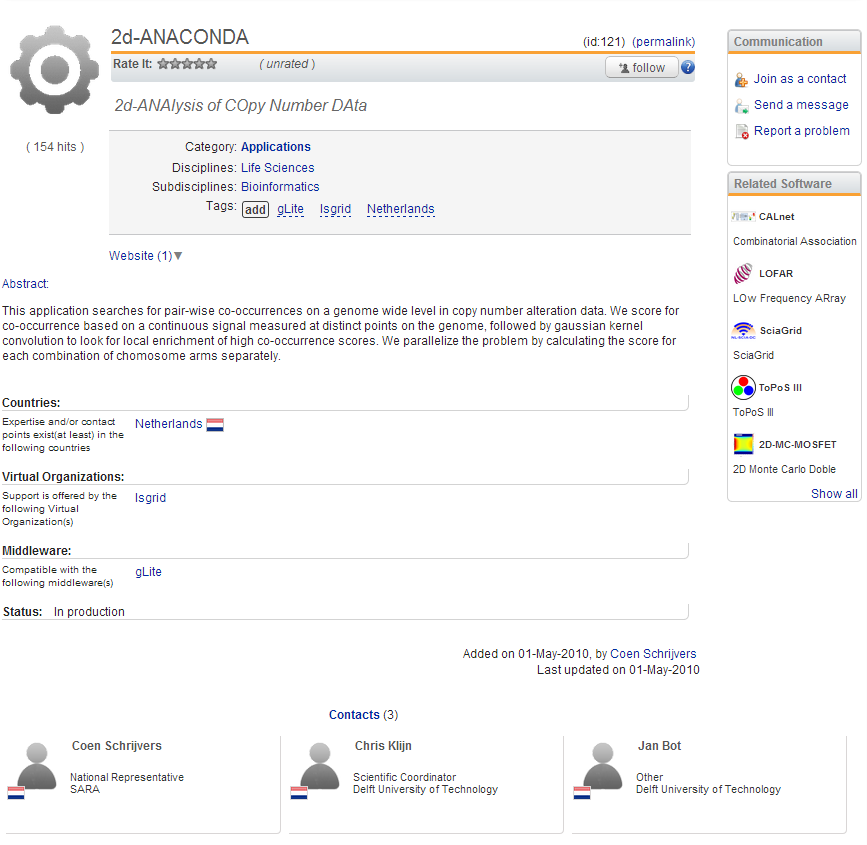 2d-ANACONDA
(id:121) (permalink)
Rate It:
( unrated )
follow
?
2d-ANAlysis of COpy Number DAta
( 154 hits )
Category: Applications
Disciplines: Life Sciences
Subdisciplines: Bioinformatics
Tags: add gLite lsgrid Netherlands
Website (1)▼
Abstract:
This application searches for pair-wise co-occurrences on a genome wide level in copy number alteration data. We score for
co-occurrence based on a continuous signal measured at distinct points on the genome, followed by gaussian kernel
convolution to look for local enrichment of high co-occurrence scores. We parallelize the problem by calculating the score for
each combination of chomosome arms separately.
Countries:
Expertise and/or contact
points exist(at least) in the
following countries
Netherlands
Virtual Organizations:
Support is offered by the
following Virtual
Organization(s)
lsgrid
Middleware:
Compatible with the
following middleware(s)
gLite
Status: In production
Added on 01-May-2010, by Coen Schrijvers
Last updated on 01-May-2010
Contacts (3)
Coen Schrijvers
National Representative
SARA
Chris Klijn
Scientific Coordinator
Delft University of Technology
Jan Bot
Other
Delft University of Technology
Communication
Join as a contact
Send a message
Report a problem
Related Software
CALnet
Combinatorial Association
LOFAR
LOw Frequency ARray
SciaGrid
SciaGrid
ToPoS III
ToPoS III
2D-MC-MOSFET
2D Monte Carlo Doble
Show all